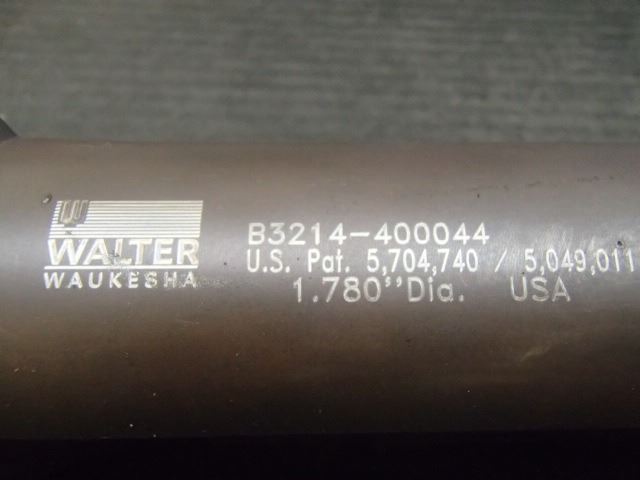 WALTER
WAUKESHA
B3214-400044
U.S. Pat. 5,704,740 / 5,049,011
1.780"Dia. USA